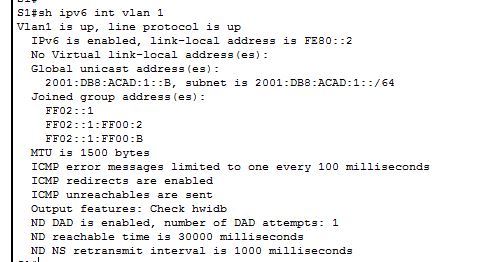 S1#sh ipv6 int vlan 1
Vlan1 is up, line protocol is up
IPv6 is enabled, link-local address is FE80::2
No Virtual link-local address(es):
Global unicast address(es):
2001:DB8:ACAD:1::B, subnet is 2001:DB8:ACAD:1::/64
Joined group address(es):
FF02::1
FF02::1:FF00:2
FF02::1:FF00:B
MTU is 1500 bytes
ICMP error messages limited to one every 100 milliseconds
ICMP redirects are enabled
ICMP unreachables are sent
Output features: Check hwidb
ND DAD is enabled, number of DAD attempts: 1
ND reachable time is 30000 milliseconds
ND NS retransmit interval is 1000 milliseconds